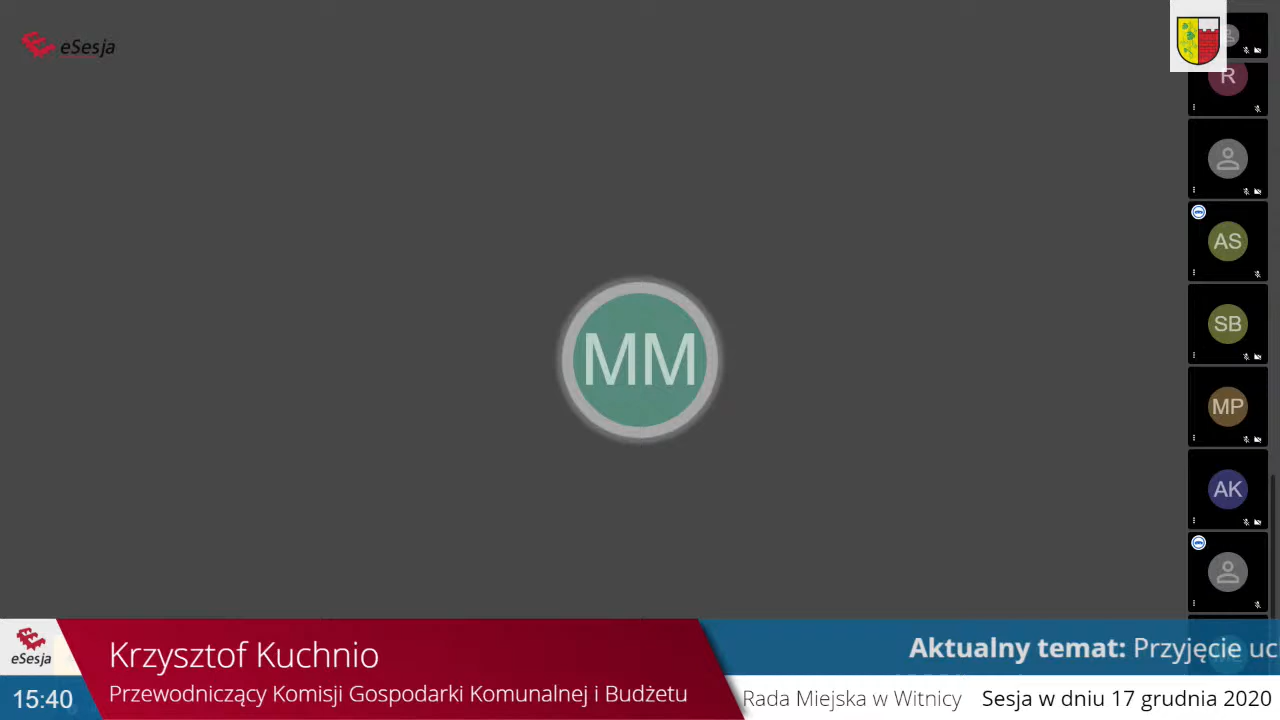 eSesja
R
AS
SB
MM
MP
AK
Krzysztof Kuchnio
Przewodniczący Komisji Gospodarki Komunalnej i Budżetu
eSesja
15:40
Aktualny temat: Przyjęcie uc
Rada Miejska w Witnicy
Sesja w dniu 17 grudnia 2020